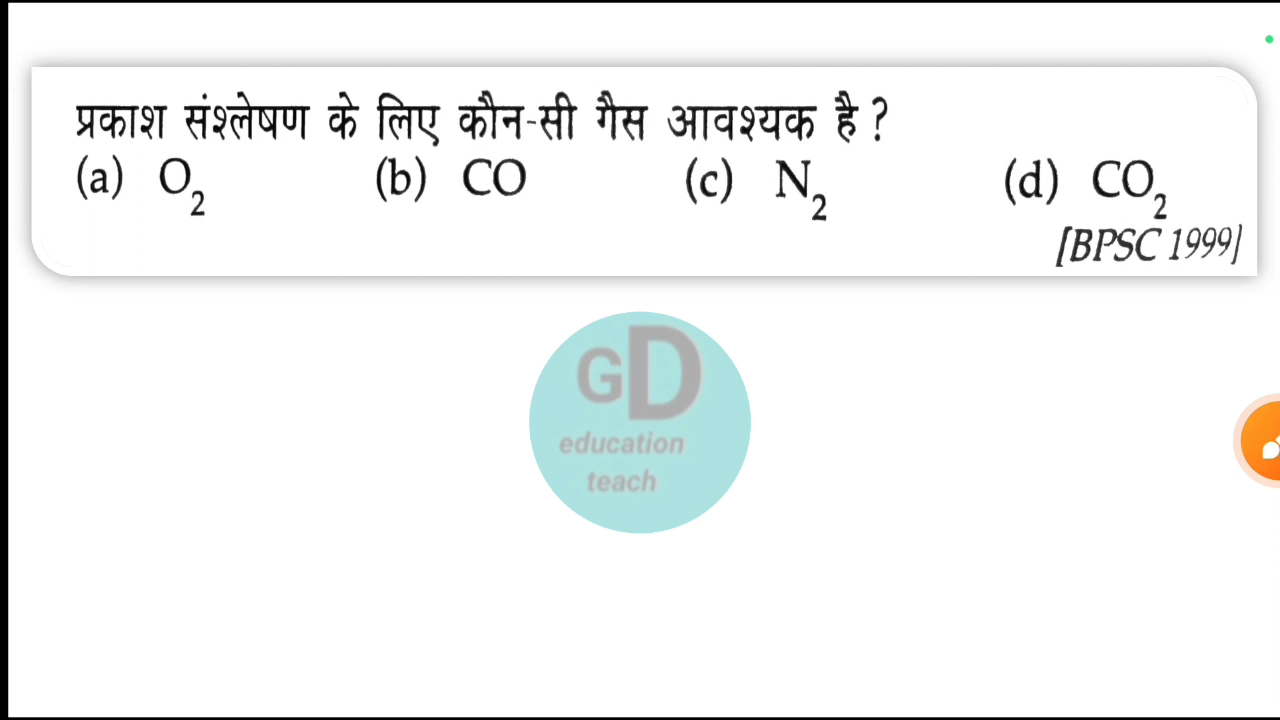 प्रकाश संश्लेषण के लिए कौन-सी गैस आवश्यक है ?
(a) O₂ (b) CO (c) N₂ (d) CO₂
[BPSC 1999]
GD
education
teach